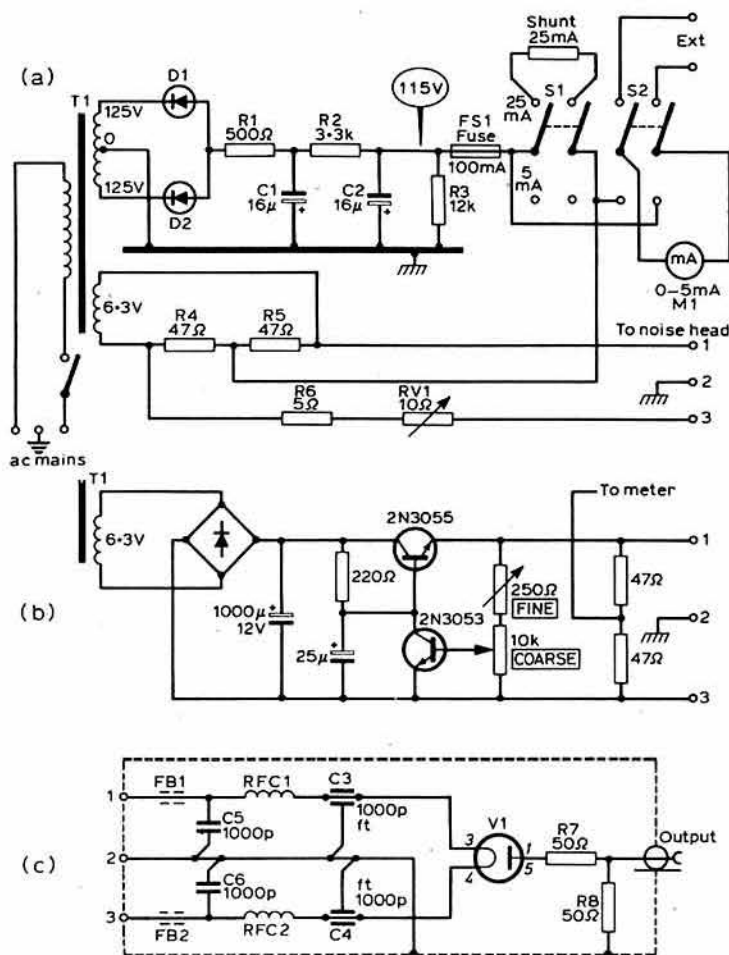 (a)
T1
125V
0
125V
D1
D2
R1
500Ω
R2
3·3k
C1
16μ
+
C2
16μ
+
115V
R3
12k
FS1
Fuse
100mA
Shunt
25mA
25
mA
5
mA
S1
S2
Ext
mA
0–5mA
M1
6·3V
R4
47Ω
R5
47Ω
R6
5Ω
RV1
10Ω
To noise head
1
2
3
ac mains
(b)
T1
6·3V
1000μ
12V
+
220Ω
25μ
+
2N3055
2N3053
250Ω
FINE
10k
COARSE
To meter
47Ω
47Ω
1
2
3
(c)
1
2
3
FB1
FB2
C5
1000p
C6
1000p
RFC1
RFC2
C3
1000p
ft
ft
1000p
C4
V1
3
4
1
5
R7
50Ω
R8
50Ω
Output